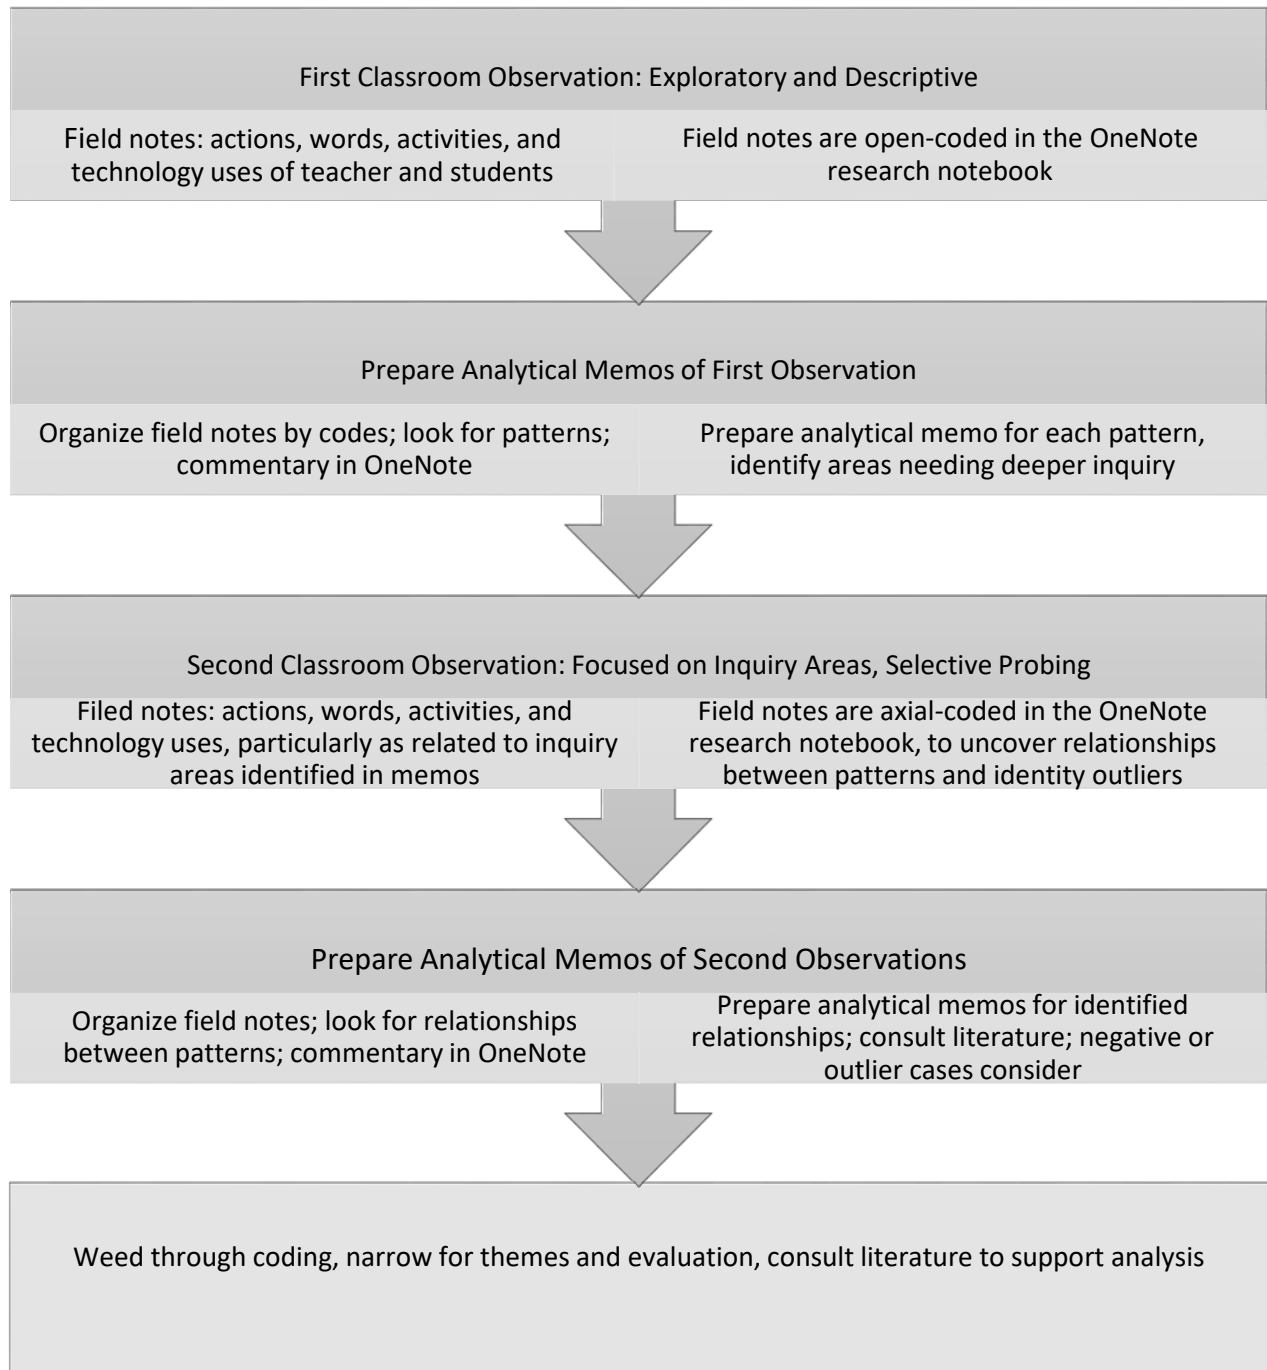 First Classroom Observation: Exploratory and Descriptive
Field notes: actions, words, activities, and
technology uses of teacher and students
Field notes are open-coded in the OneNote
research notebook
Prepare Analytical Memos of First Observation
Organize field notes by codes; look for patterns;
commentary in OneNote
Prepare analytical memo for each pattern,
identify areas needing deeper inquiry
Second Classroom Observation: Focused on Inquiry Areas, Selective Probing
Filed notes: actions, words, activities, and
technology uses, particularly as related to inquiry
areas identified in memos
Field notes are axial-coded in the OneNote
research notebook, to uncover relationships
between patterns and identity outliers
Prepare Analytical Memos of Second Observations
Organize field notes; look for relationships
between patterns; commentary in OneNote
Prepare analytical memos for identified
relationships; consult literature; negative or
outlier cases consider
Weed through coding, narrow for themes and evaluation, consult literature to support analysis